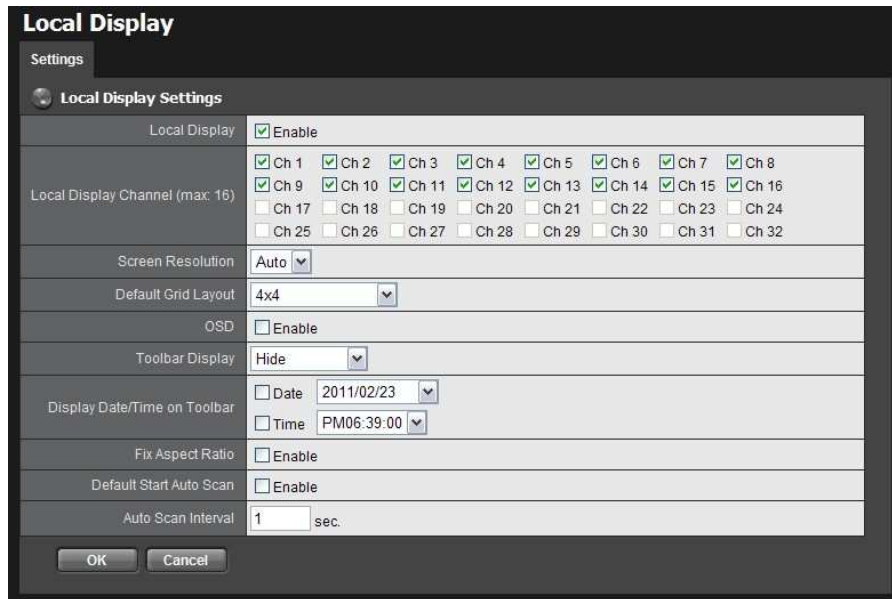 Local Display
Settings
Local Display Settings
Local Display Enable
Local Display Channel (max: 16)
Ch 1 Ch 2 Ch 3 Ch 4 Ch 5 Ch 6 Ch 7 Ch 8
Ch 9 Ch 10 Ch 11 Ch 12 Ch 13 Ch 14 Ch 15 Ch 16
Ch 17 Ch 18 Ch 19 Ch 20 Ch 21 Ch 22 Ch 23 Ch 24
Ch 25 Ch 26 Ch 27 Ch 28 Ch 29 Ch 30 Ch 31 Ch 32
Screen Resolution Auto
Default Grid Layout 4x4
OSD Enable
Toolbar Display Hide
Display Date/Time on Toolbar
Date 2011/02/23
Time PM06:39:00
Fix Aspect Ratio Enable
Default Start Auto Scan Enable
Auto Scan Interval 1 sec.
OK Cancel